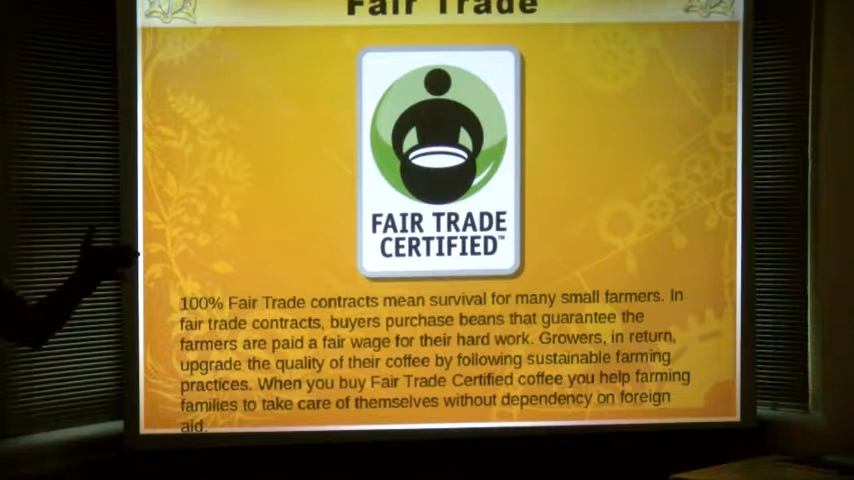 Fair Trade
FAIR TRADE
CERTIFIED™
100% Fair Trade contracts mean survival for many small farmers. In
fair trade contracts, buyers purchase beans that guarantee the
farmers are paid a fair wage for their hard work. Growers, in return,
upgrade the quality of their coffee by following sustainable farming
practices. When you buy Fair Trade Certified coffee you help farming
families to take care of themselves without dependency on foreign
aid.